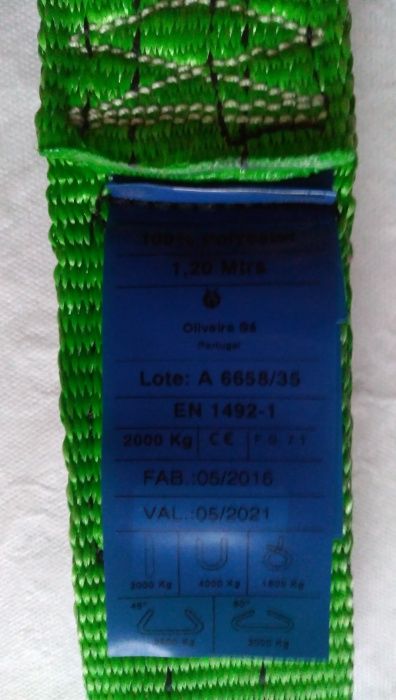 100% Polyester
1,20 Mtrs
Oliveira Sá
Portugal
Lote: A 6658/35
EN 1492-1
2000 Kg CE
FAB.:05/2016
VAL.:05/2021
2000 Kg 4000 Kg 1600 Kg
45° 60°
2000 Kg